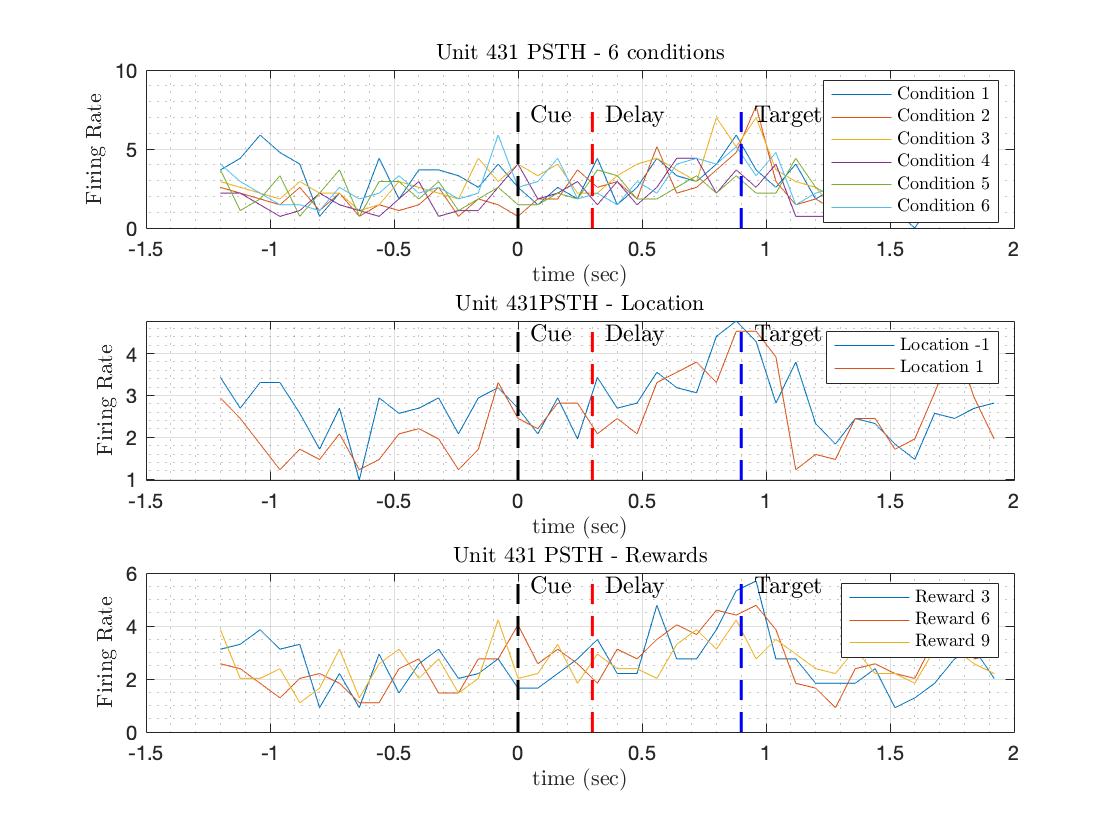 Unit 431 PSTH - 6 conditions
10
5
0
Firing Rate
Cue
Delay
Target
Condition 1
Condition 2
Condition 3
Condition 4
Condition 5
Condition 6
-1.5 -1 -0.5 0 0.5 1 1.5 2
time (sec)
Unit 431PSTH - Location
4
3
2
1
Firing Rate
Cue
Delay
Target
Location -1
Location 1
-1.5 -1 -0.5 0 0.5 1 1.5 2
time (sec)
Unit 431 PSTH - Rewards
6
4
2
0
Firing Rate
Cue
Delay
Target
Reward 3
Reward 6
Reward 9
-1.5 -1 -0.5 0 0.5 1 1.5 2
time (sec)